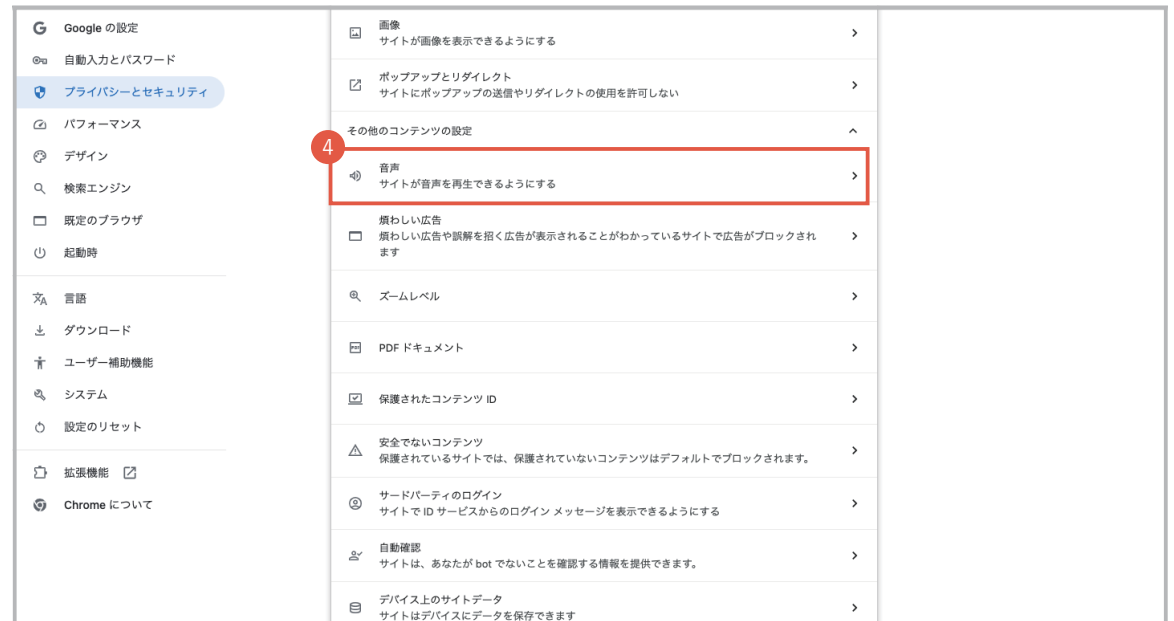 Google の設定
自動入力とパスワード
プライバシーとセキュリティ
パフォーマンス
デザイン
検索エンジン
既定のブラウザ
起動時
言語
ダウンロード
ユーザー補助機能
システム
設定のリセット
拡張機能
Chrome について
画像
サイトが画像を表示できるようにする
ポップアップとリダイレクト
サイトにポップアップの送信やリダイレクトの使用を許可しない
その他のコンテンツの設定
4
音声
サイトが音声を再生できるようにする
煩わしい広告
煩わしい広告や誤解を招く広告が表示されることがわかっているサイトで広告がブロックされ
ます
ズームレベル
PDF
PDF ドキュメント
保護されたコンテンツ ID
安全でないコンテンツ
保護されているサイトでは、保護されていないコンテンツはデフォルトでブロックされます。
サードパーティのログイン
サイトで ID サービスからのログイン メッセージを表示できるようにする
自動確認
サイトは、あなたが bot でないことを確認する情報を提供できます。
デバイス上のサイトデータ
サイトはデバイスにデータを保存できます